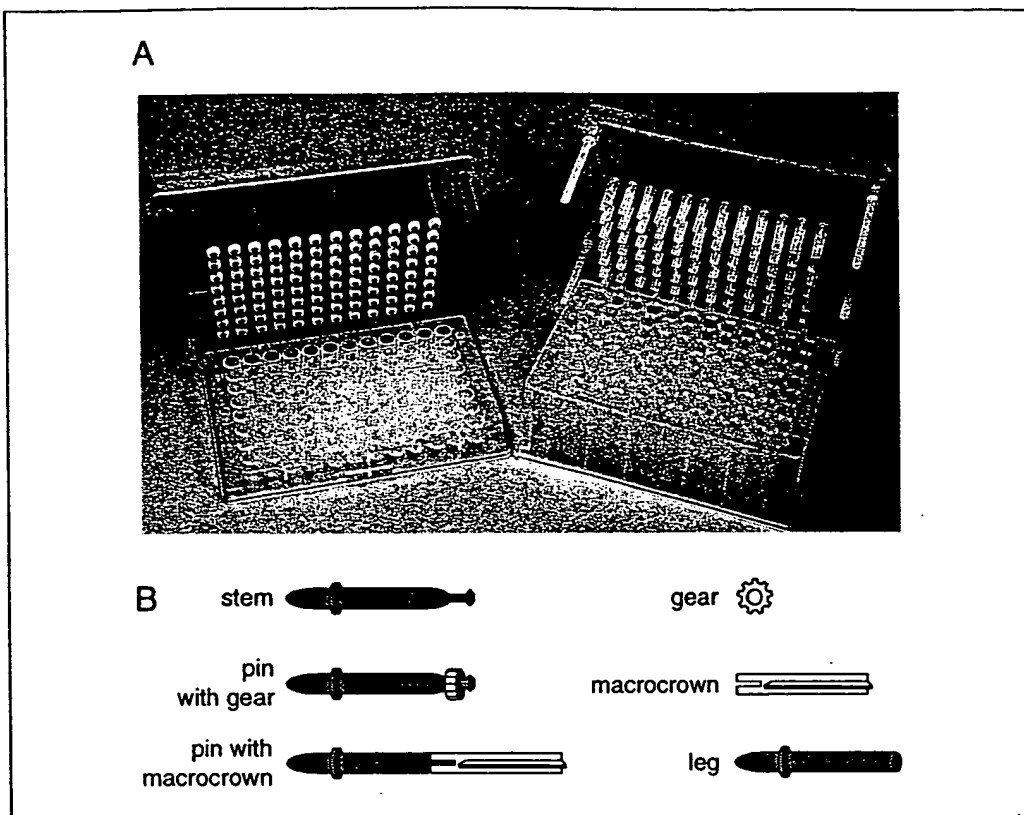 A
B
stem
gear
pin
with gear
macrocrown
pin with
macrocrown
leg